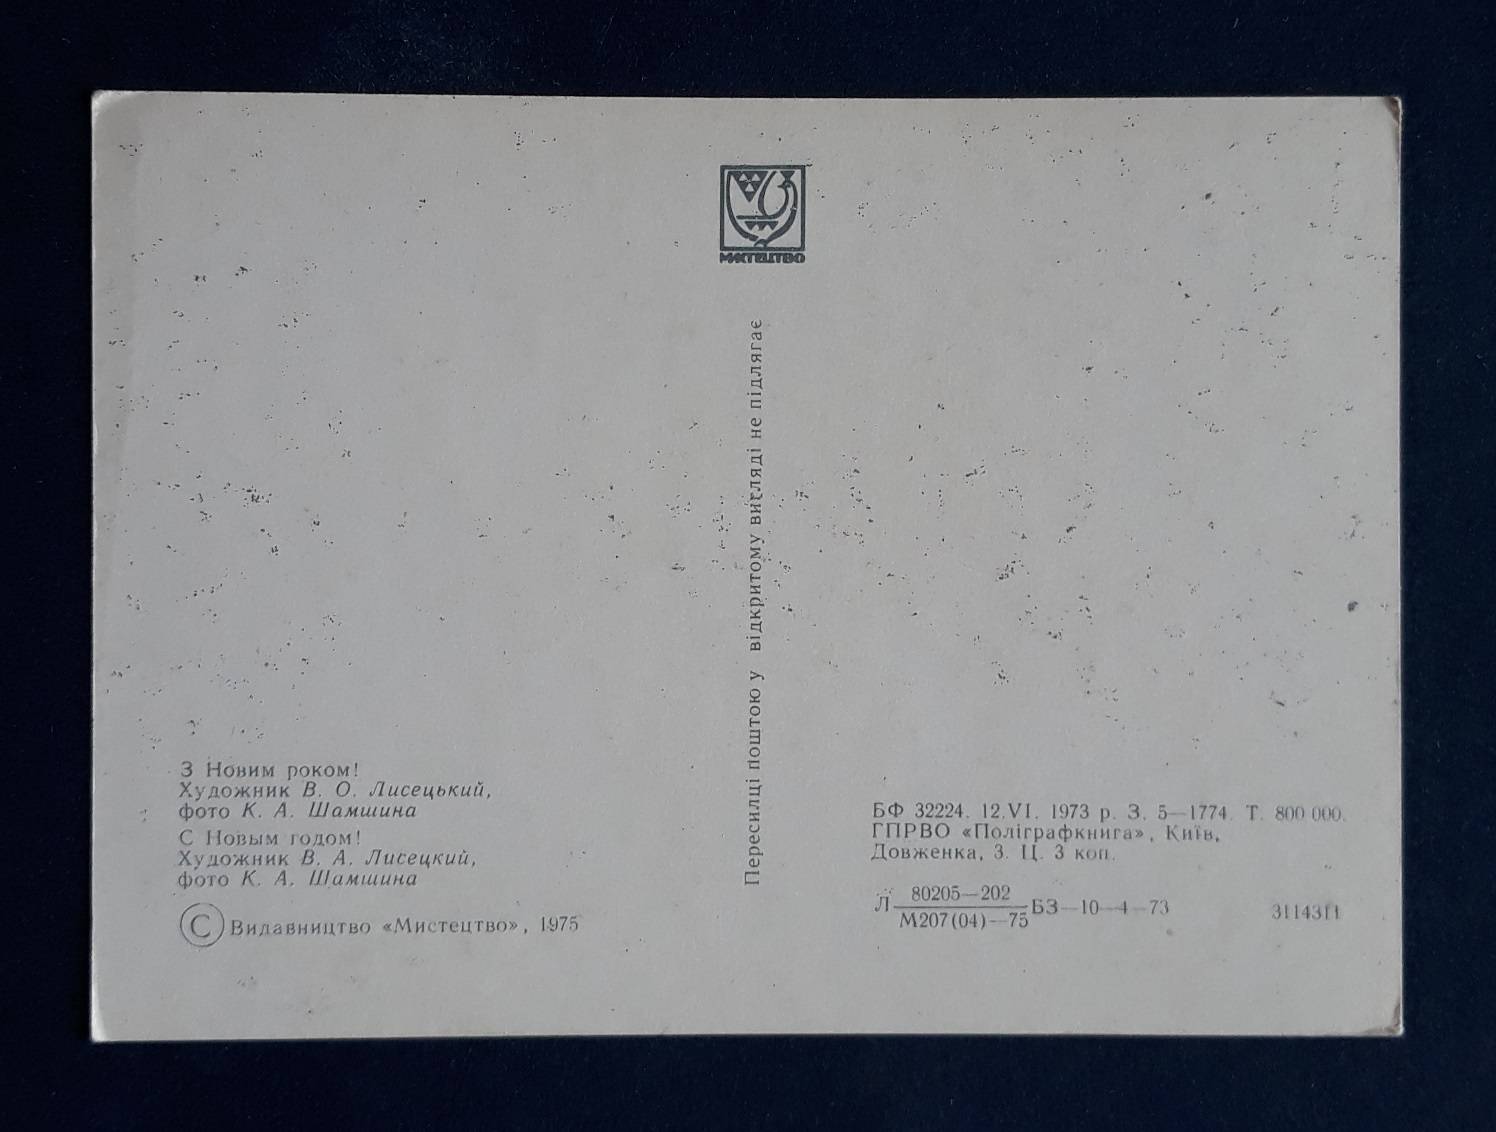 МИСТЕЦТВО
Пересилці поштою у відкритому вигляді не підлягає
З Новим роком!
Художник В. О. Лисецький,
фото К. А. Шамшина
С Новым годом!
Художник В. А. Лисецкий,
фото К. А. Шамшина
© Видавництво «Мистецтво», 1975
БФ 32224. 12.VI. 1973 р. З. 5—1774. Т. 800 000.
ГПРВО «Поліграфкнига», Київ,
Довженка, 3. Ц. 3 коп.
80205—202
Л БЗ—10—4—73 3114311
М207(04)—75